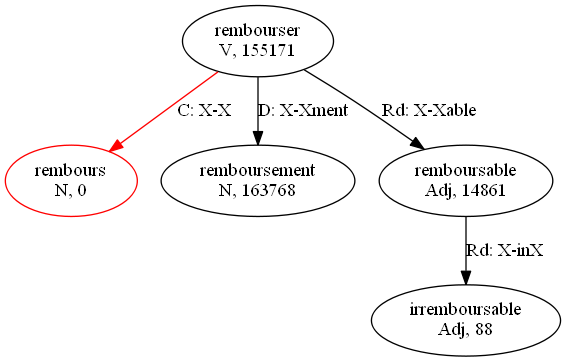 rembourser
V, 155171
C: X-X
D: X-Xment
Rd: X-Xable
rembours
N, 0
remboursement
N, 163768
remboursable
Adj, 14861
Rd: X-inX
irremboursable
Adj, 88